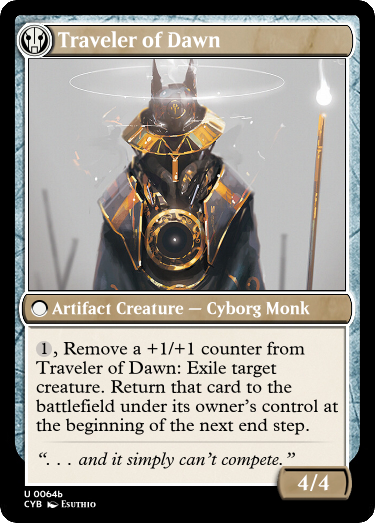 Traveler of Dawn
Artifact Creature — Cyborg Monk
1, Remove a +1/+1 counter from
Traveler of Dawn: Exile target
creature. Return that card to the
battlefield under its owner's control at
the beginning of the next end step.
“. . . and it simply can't compete.”
4/4
U 0064b
CYB Esuthio